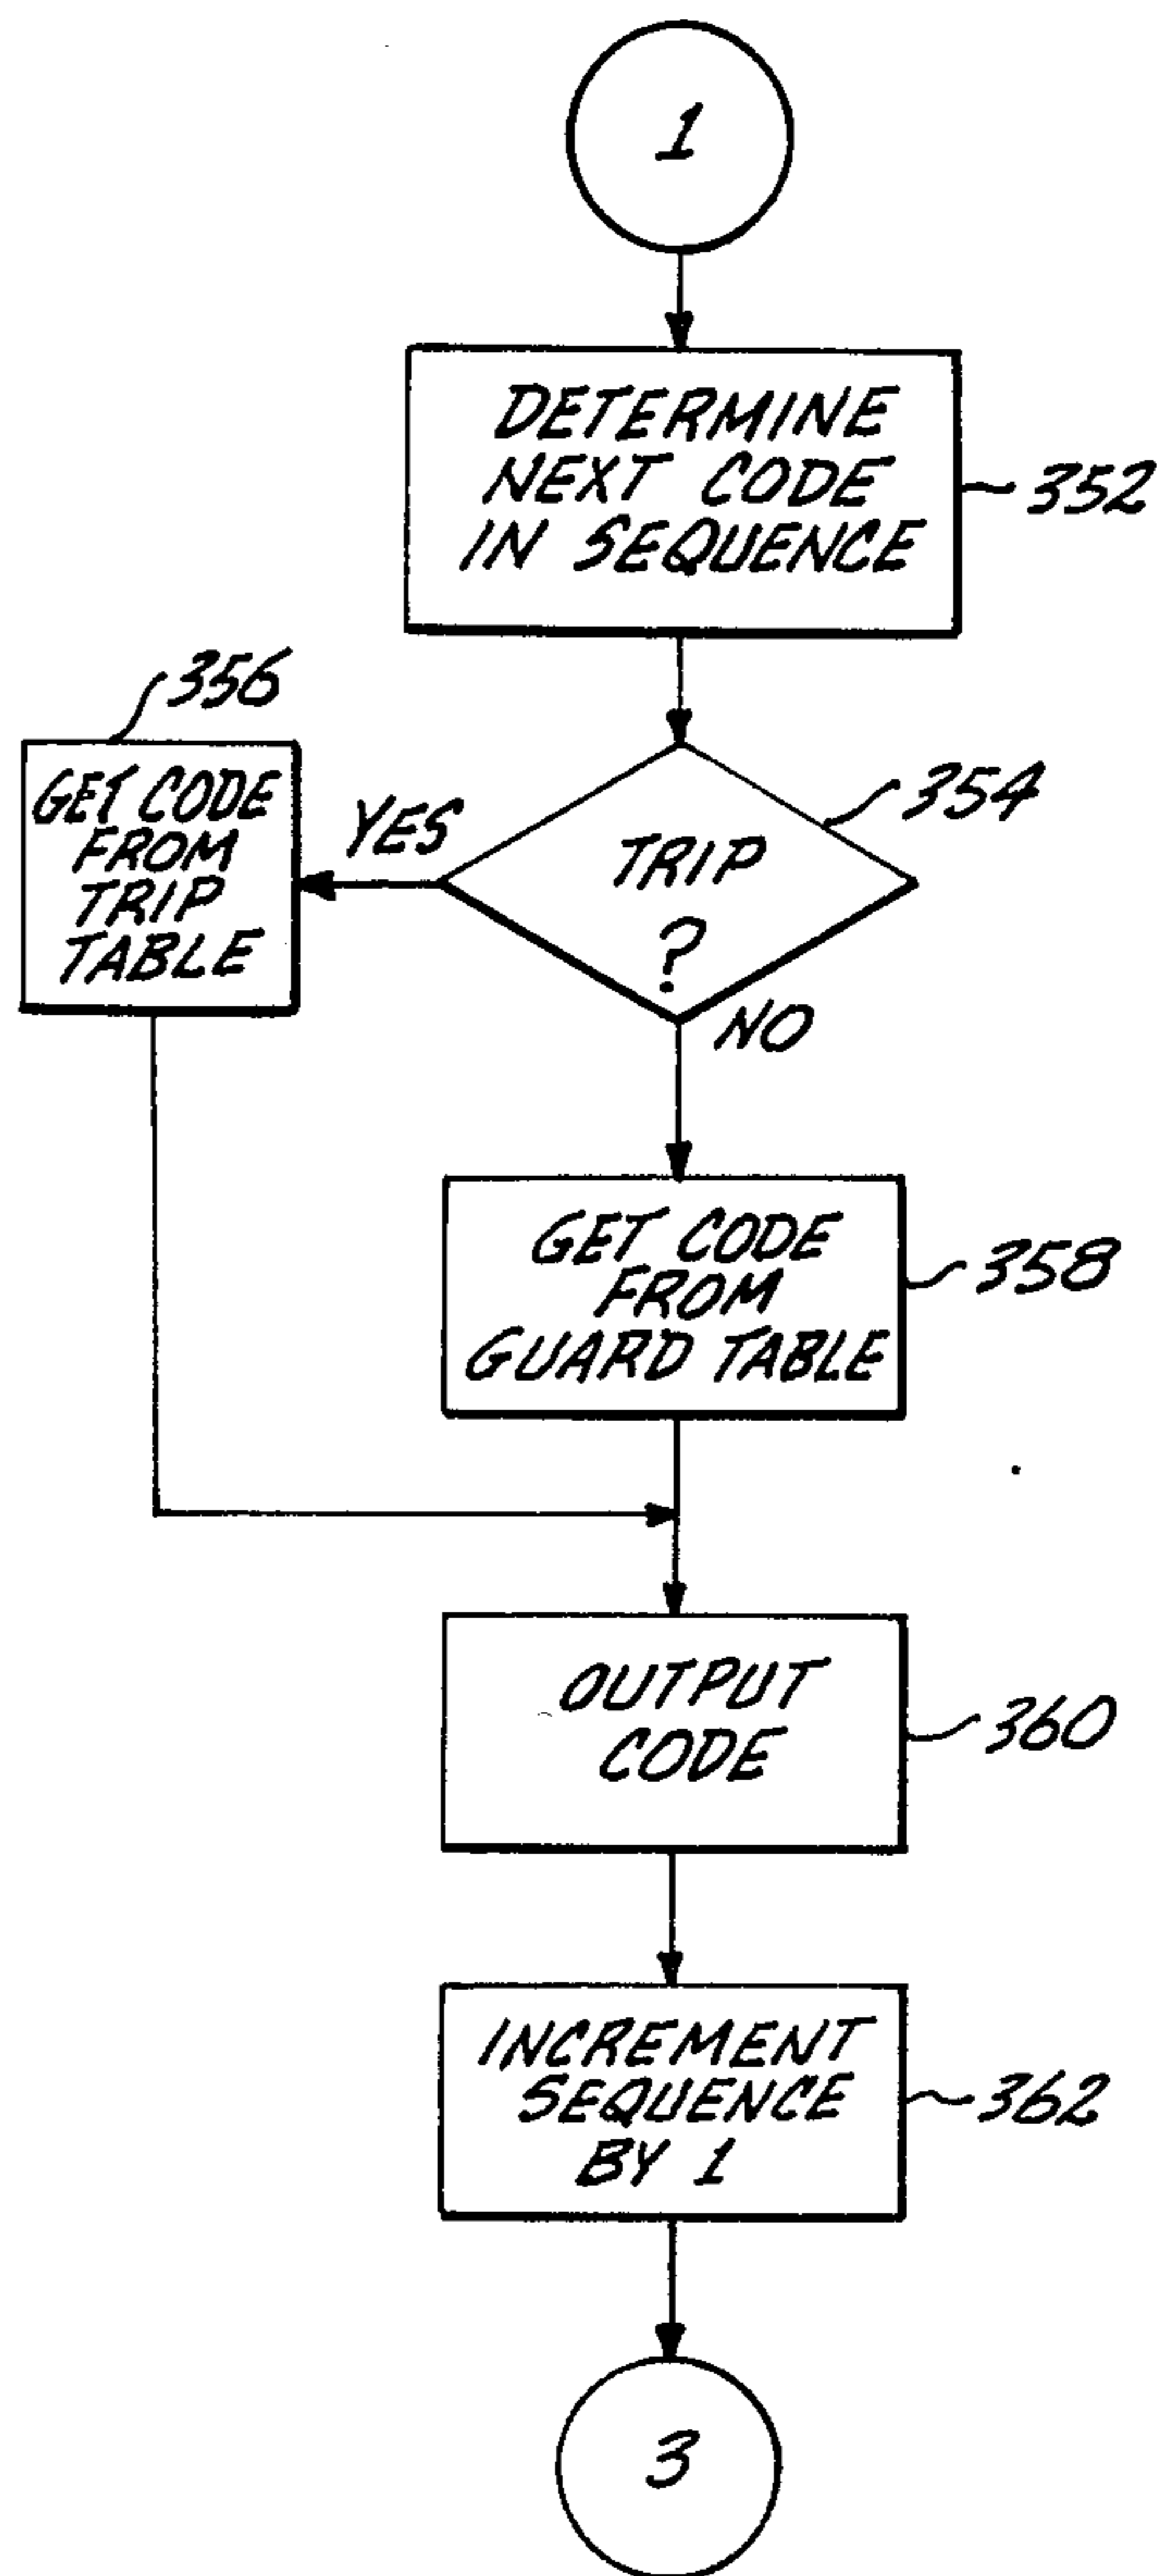 1
DETERMINE
NEXT CODE
IN SEQUENCE
352
356
GET CODE
FROM
TRIP
TABLE
YES
TRIP
?
354
NO
GET CODE
FROM
GUARD TABLE
358
OUTPUT
CODE
360
INCREMENT
SEQUENCE
BY 1
362
3